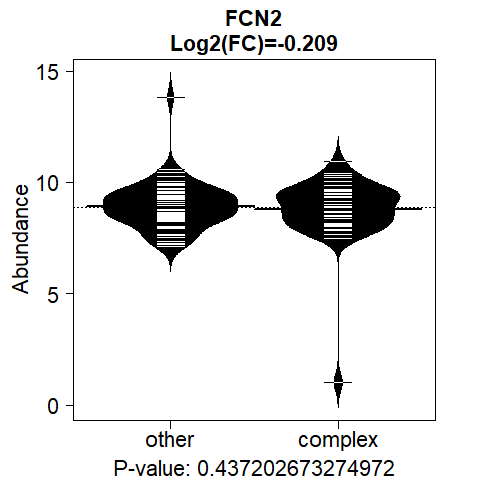 FCN2
Log2(FC)=-0.209
15
10
5
0
Abundance
other complex
P-value: 0.437202673274972